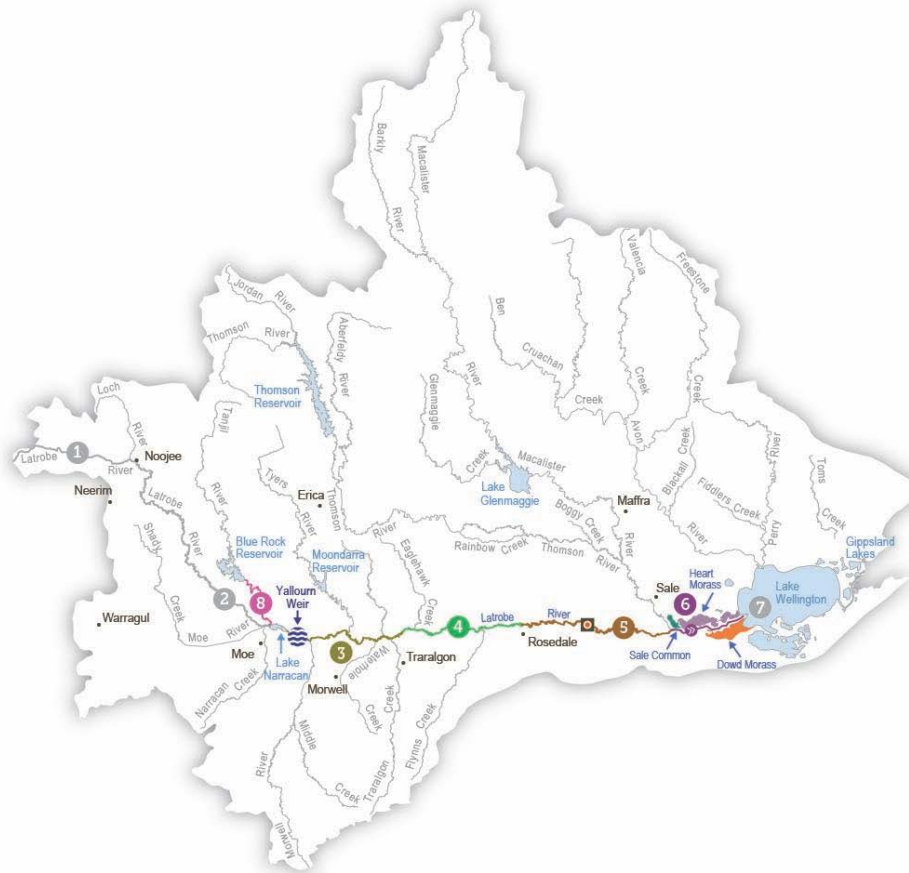 Barkly
River
Macalister
River
Valencia
Creek
Freestone
Creek
Jordan
River
Thomson
River
Aberfeldy
River
Ben
Cruachan
Creek
Thomson
Reservoir
Glenmaggie
Creek
Loch
River
Tanjil
River
Avon
River
Blackall Creek
Perry
River
Toms
Creek
Latrobe
1
River
Noojee
Neerim
Latrobe
River
Tyers
River
Erica
Thomson
River
Macalister
River
Lake
Glenmaggie
Boggy Creek
Maffra
Fiddlers Creek
Shady
Creek
Blue Rock
Reservoir
Moondarra
Reservoir
Eaglehawk
Creek
Rainbow Creek
Thomson
River
Gippsland
Lakes
Warragul
2
8
Yallourn
Weir
Sale
6
Heart
Morass
7
Lake
Wellington
Moe
River
Moe
Lake
Narracan
3
4
Latrobe
River
Rosedale
5
Sale Common
Dowd Morass
Narracan
Creek
Morwell
Waterhole
Creek
Traralgon
Middle
Creek
Traralgon
Creek
Flynns
Creek
Morwell
River